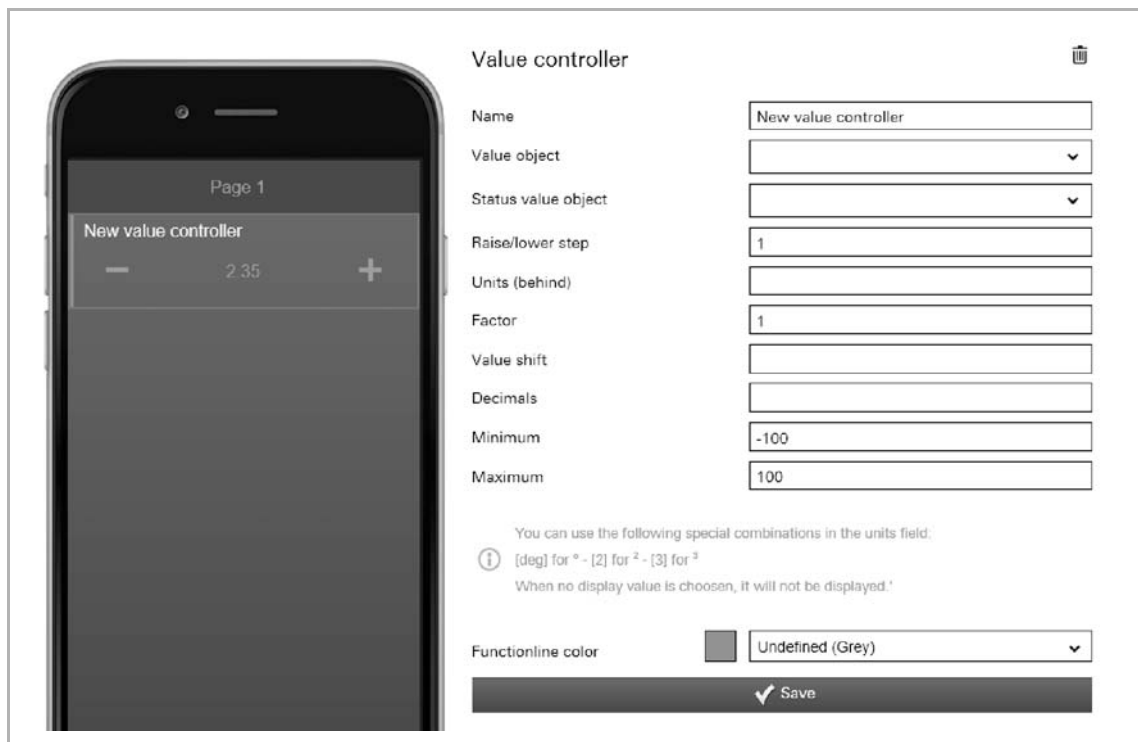 Page 1
New value controller
2.35
Value controller
Name
New value controller
Value object
Status value object
Raise/lower step
1
Units (behind)
Factor
1
Value shift
Decimals
Minimum
-100
Maximum
100
You can use the following special combinations in the units field:
[deg] for º - [2] for ² - [3] for ³
When no display value is choosen, it will not be displayed.'
Functionline color
Undefined (Grey)
Save